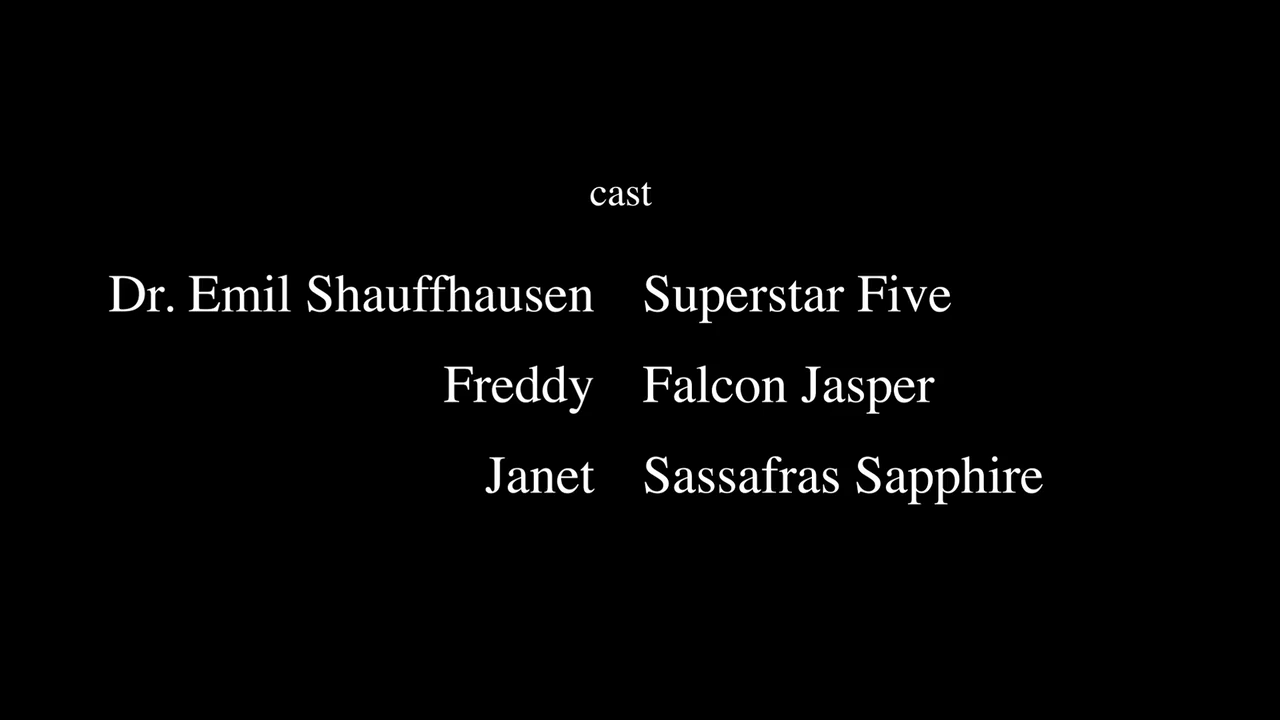 cast
Dr. Emil Shauffhausen Superstar Five
Freddy Falcon Jasper
Janet Sassafras Sapphire